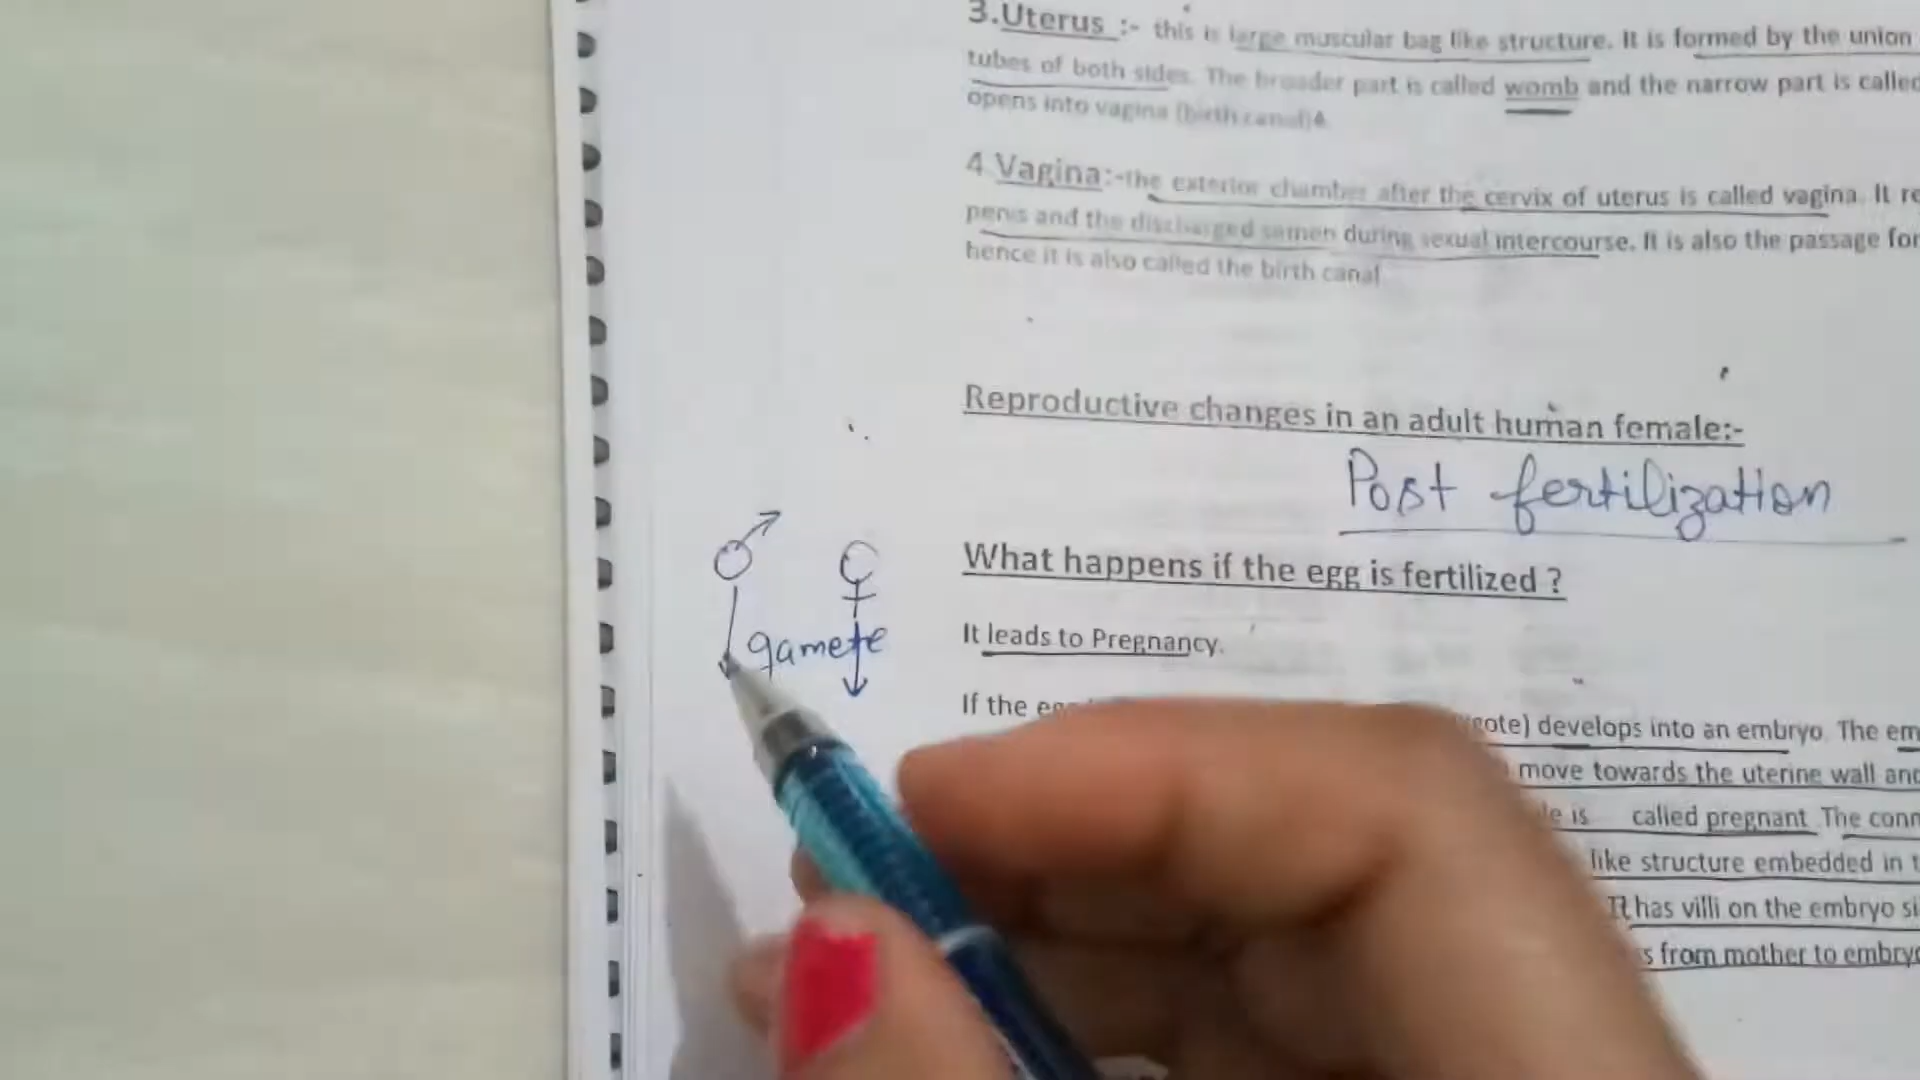 3.Uterus :- this is large muscular bag like structure. It is formed by the union
tubes of both sides. The broader part is called womb and the narrow part is called
opens into vagina (birth canal)
4 Vagina:-the exterior chamber after the cervix of uterus is called vagina. It
penis and the discharged semen during sexual intercourse. It is also the passage for
hence it is also called the birth canal
Reproductive changes in an adult human female:-
Post fertilization
What happens if the egg is fertilized ?
♂ ♀
gamete
It leads to Pregnancy.
If the develops into an embryo. The
move towards the uterine wall and
is called pregnant The
like structure embedded in
It has villi on the embryo
from mother to embryo